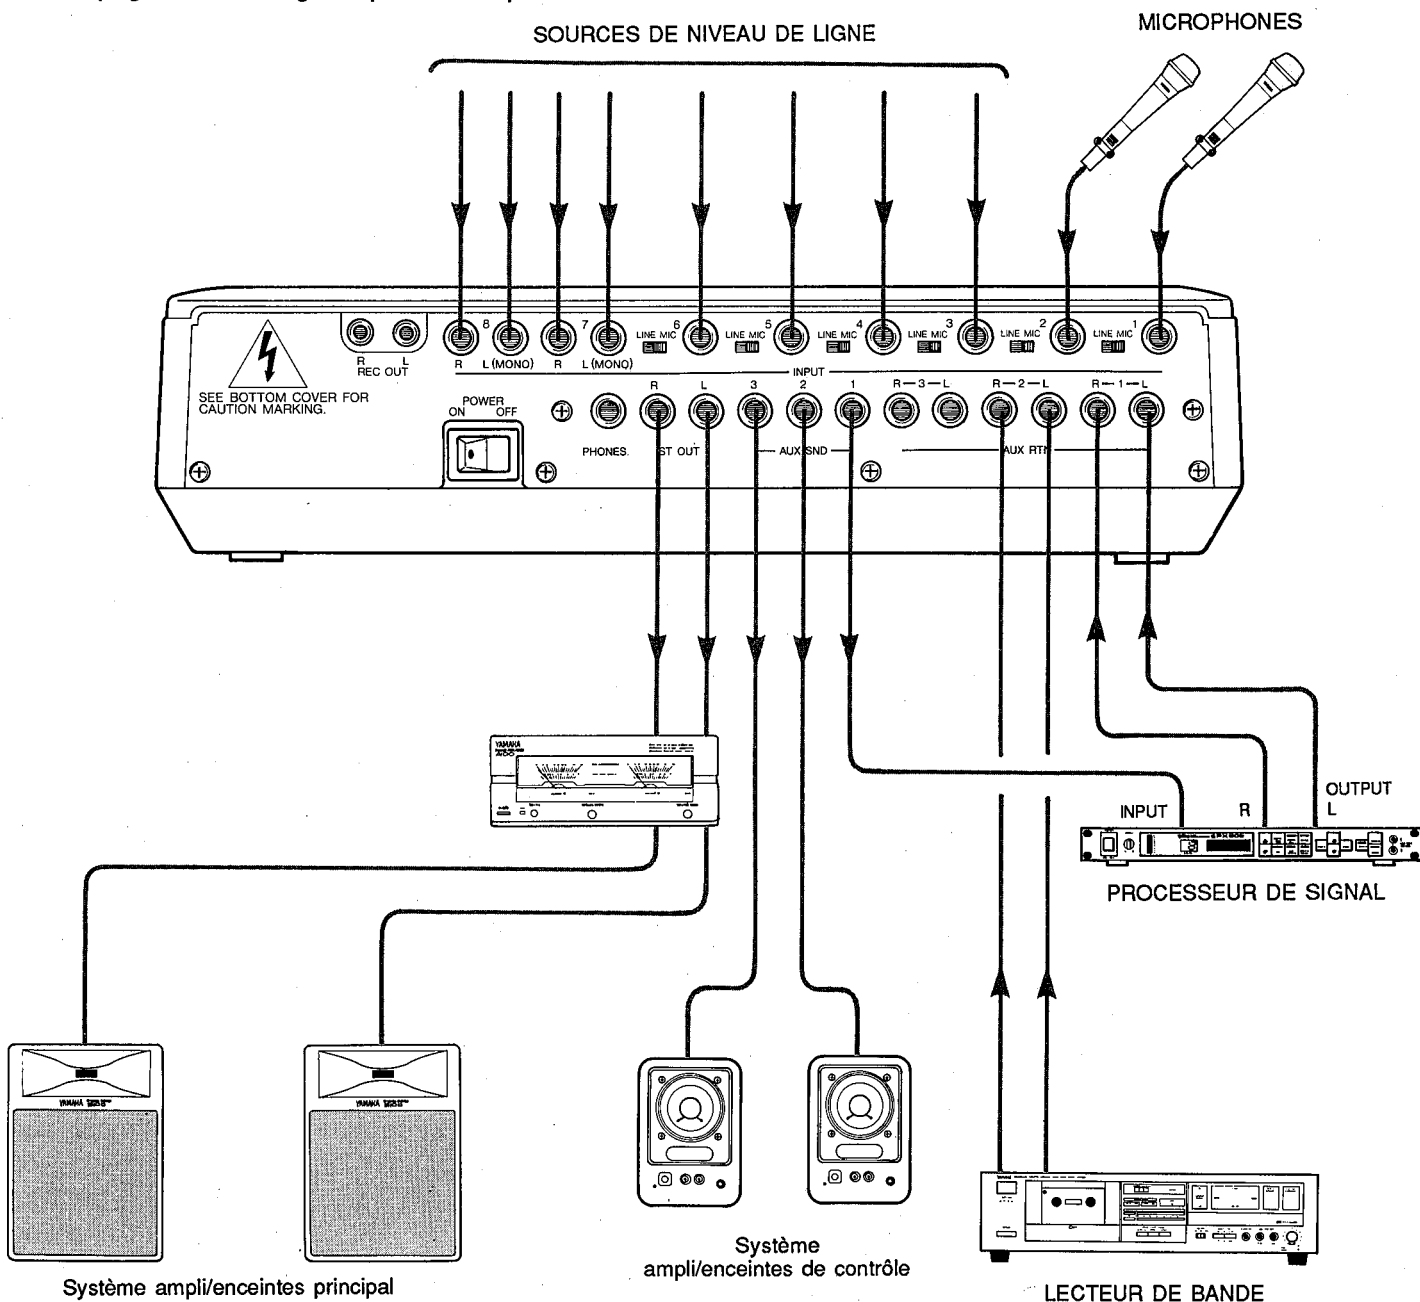 SOURCES DE NIVEAU DE LIGNE
MICROPHONES
8 7 6 LINE MIC 5 LINE MIC 4 LINE MIC 3 LINE MIC 2 LINE MIC 1
R L
REC OUT
R L (MONO) R L (MONO)
INPUT
SEE BOTTOM COVER FOR
CAUTION MARKING.
POWER
ON OFF
R L 3 2 1 R—3—L R—2—L R—1—L
PHONES. ST OUT AUX SND AUX RTN
YAMAHA
INPUT R OUTPUT
L
PROCESSEUR DE SIGNAL
YAMAHA
YAMAHA
Système ampli/enceintes principal
Système
ampli/enceintes de contrôle
LECTEUR DE BANDE